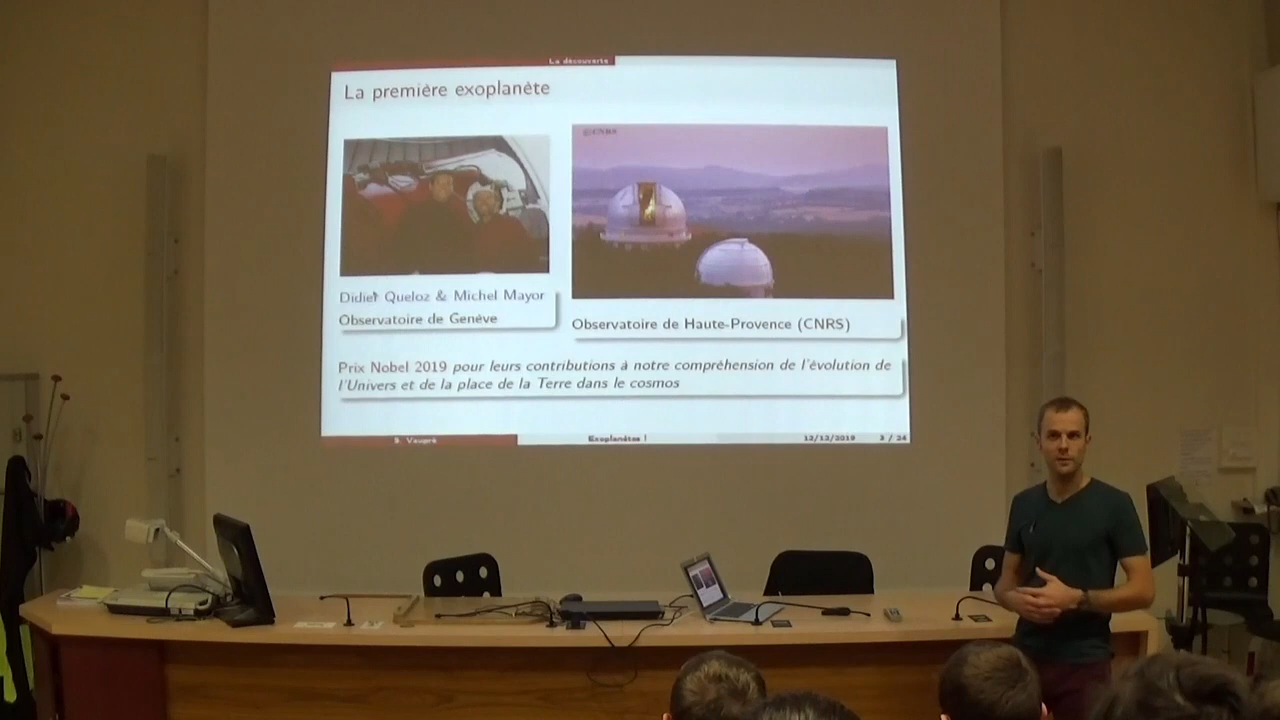 La découverte
La première exoplanète
©CNRS
Didier Queloz & Michel Mayor
Observatoire de Genève
Observatoire de Haute-Provence (CNRS)
Prix Nobel 2019 pour leurs contributions à notre compréhension de l'évolution de
l'Univers et de la place de la Terre dans le cosmos
S. Vaupré
Exoplanètes !
12/12/2019
3 / 24